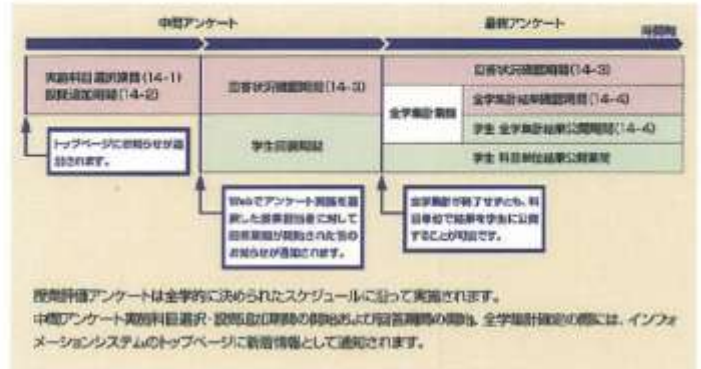 中間アンケート
最終アンケート
時間軸
実施科目選択期間(14-1)
設問追加期間(14-2)
回答状況確認期間(14-3)
学生回答期間
回答状況確認期間(14-3)
全学集計期間
全学集計結果確認期間(14-4)
学生 全学集計結果公開期間(14-4)
学生 科目単位結果公開期間
トップページにお知らせが追
加されます。
Webでアンケート実施を選
択した授業担当者に対して
回答期間が開始された旨の
お知らせが追加されます。
全学集計が終了せずとも、科
目単位で結果を学生に公開
することが可能です。
授業評価アンケートは全学的に決められたスケジュールに沿って実施されます。
中間アンケート実施科目選択・設問追加期間の開始および回答期間の開始、全学集計確定の際には、インフォ
メーションシステムのトップページに新着情報として通知されます。